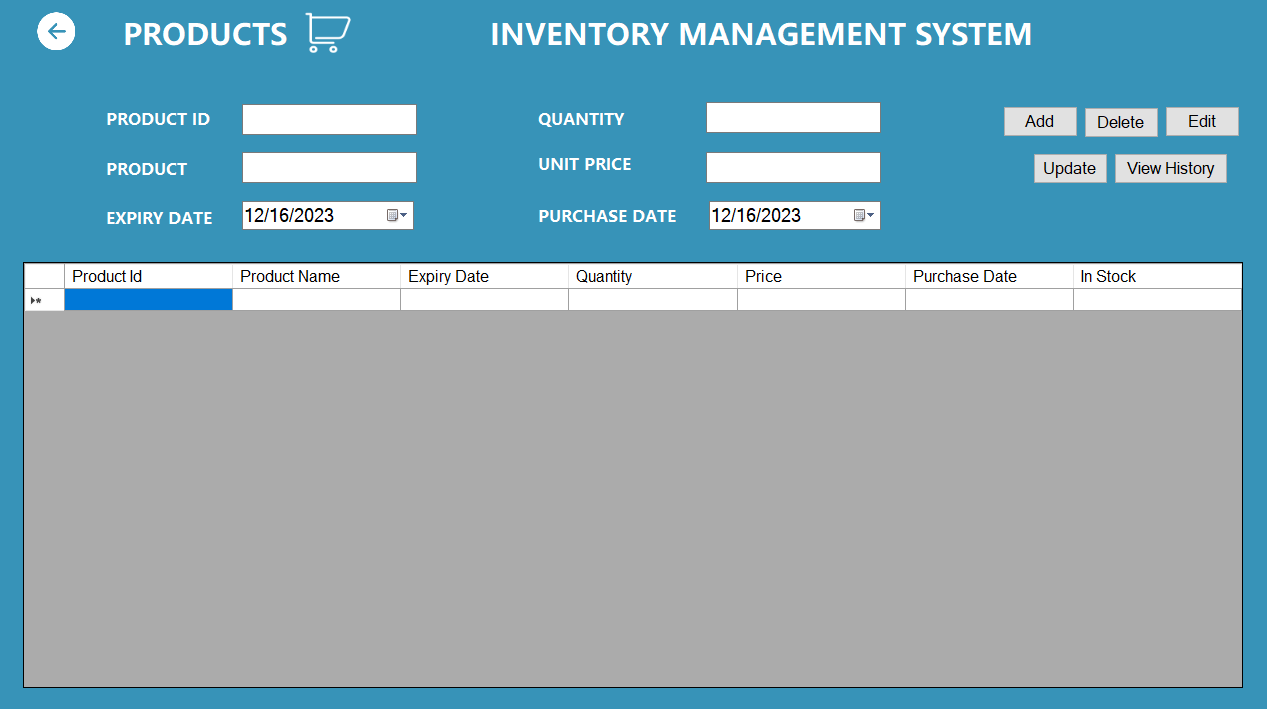 PRODUCTS INVENTORY MANAGEMENT SYSTEM
PRODUCT ID QUANTITY Add Delete Edit
PRODUCT UNIT PRICE Update View History
EXPIRY DATE 12/16/2023 PURCHASE DATE 12/16/2023
Product Id Product Name Expiry Date Quantity Price Purchase Date In Stock